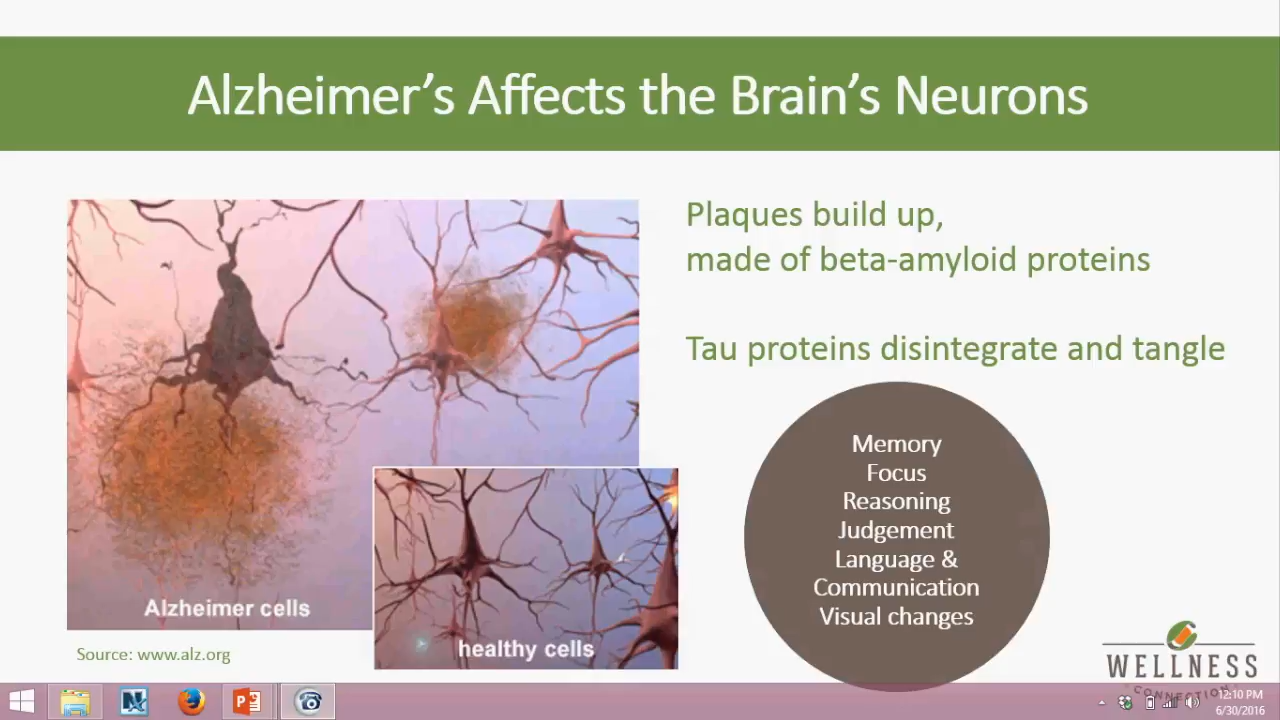 Alzheimer’s Affects the Brain’s Neurons
Plaques build up,
made of beta-amyloid proteins
Tau proteins disintegrate and tangle
Memory
Focus
Reasoning
Judgement
Language &
Communication
Visual changes
Alzheimer cells
healthy cells
Source: www.alz.org
WELLNESS
CONNECTION
12:10 PM
6/30/2016